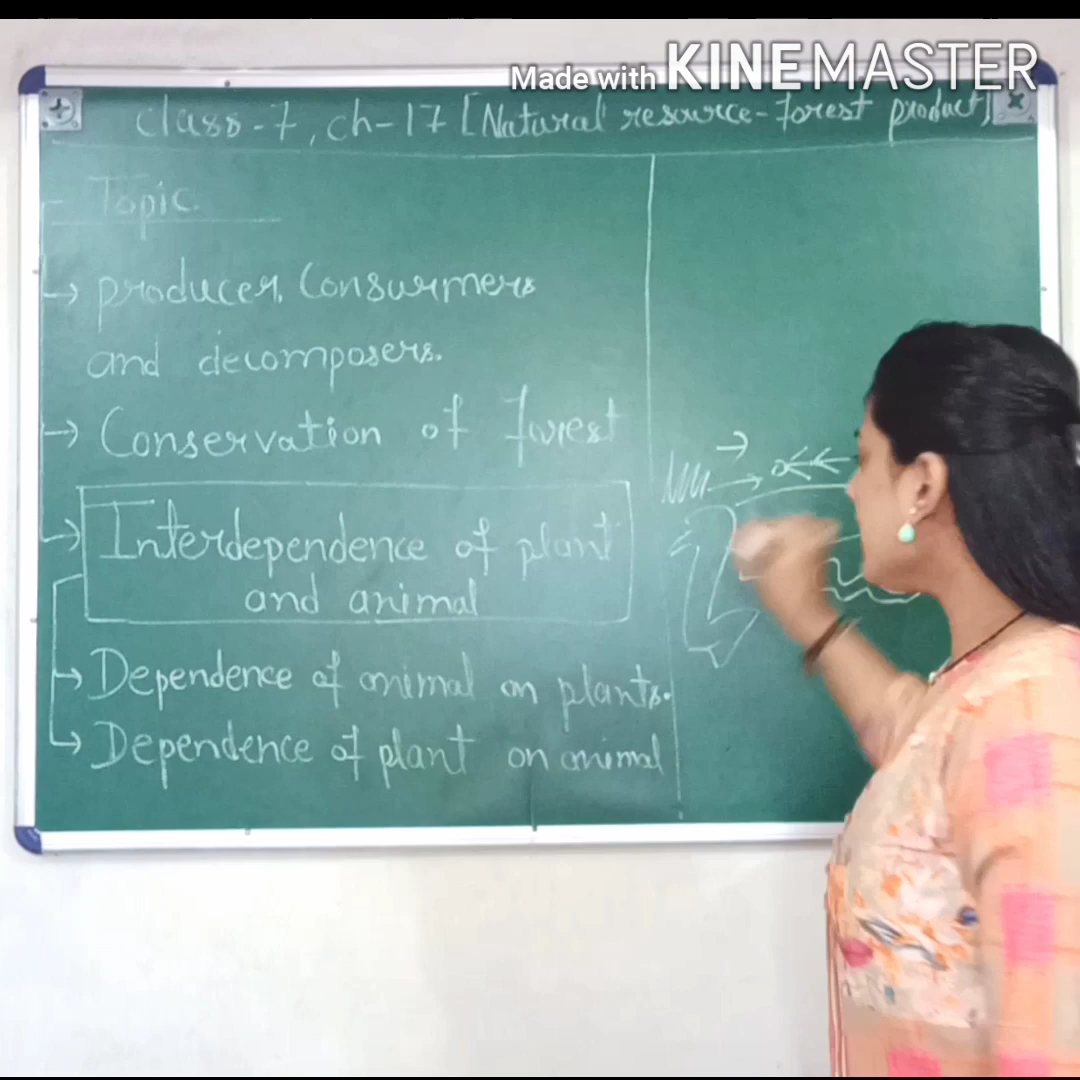 Made with KINEMASTER
class-7, ch-17 [Natural resource-forest product]
Topic.
→ producer, Consurmers
and decomposers.
→ Conservation of forest
→ Interdependence of plant
and animal
→ Dependence of animal on plants.
→ Dependence of plant on animal